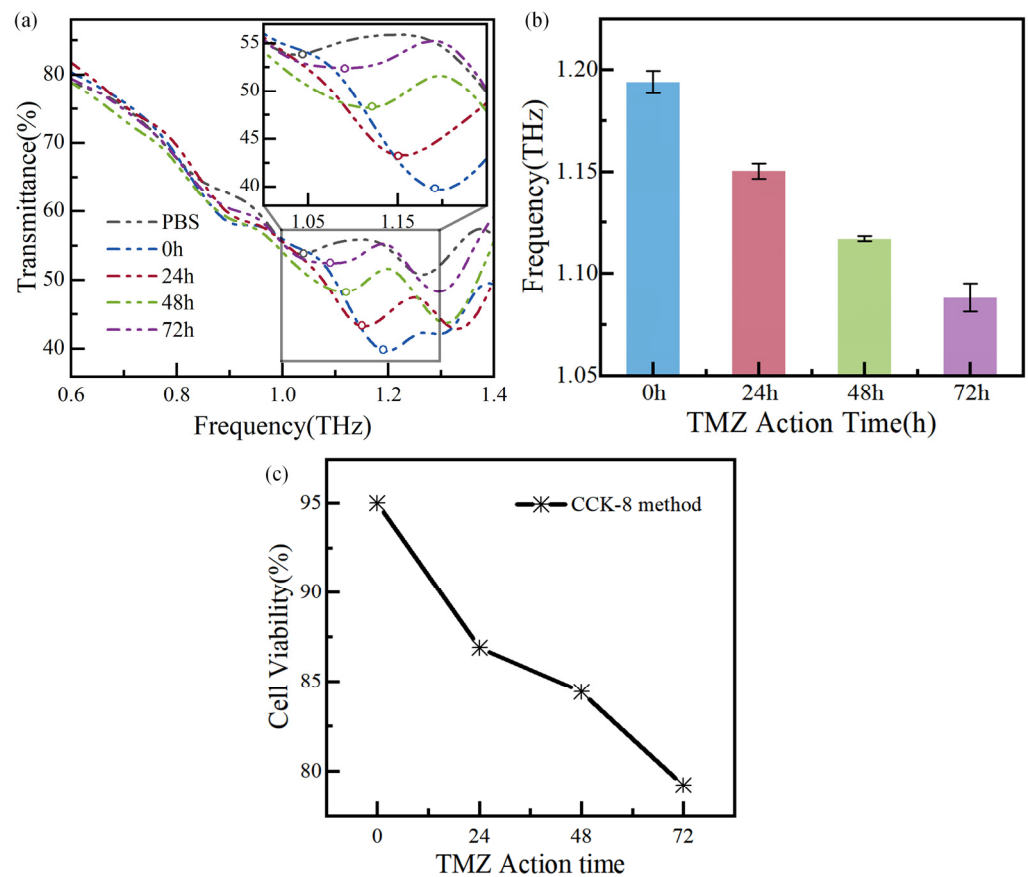 (a)
Transmittance(%)
80
70
60
50
40
0.6
0.8
1.0
1.2
1.4
Frequency(THz)
PBS
0h
24h
48h
72h
55
50
45
40
1.05
1.15
(b)
Frequency(THz)
1.20
1.15
1.10
1.05
0h
24h
48h
72h
TMZ Action Time(h)
(c)
Cell Viability(%)
95
90
85
80
CCK-8 method
0
24
48
72
TMZ Action time